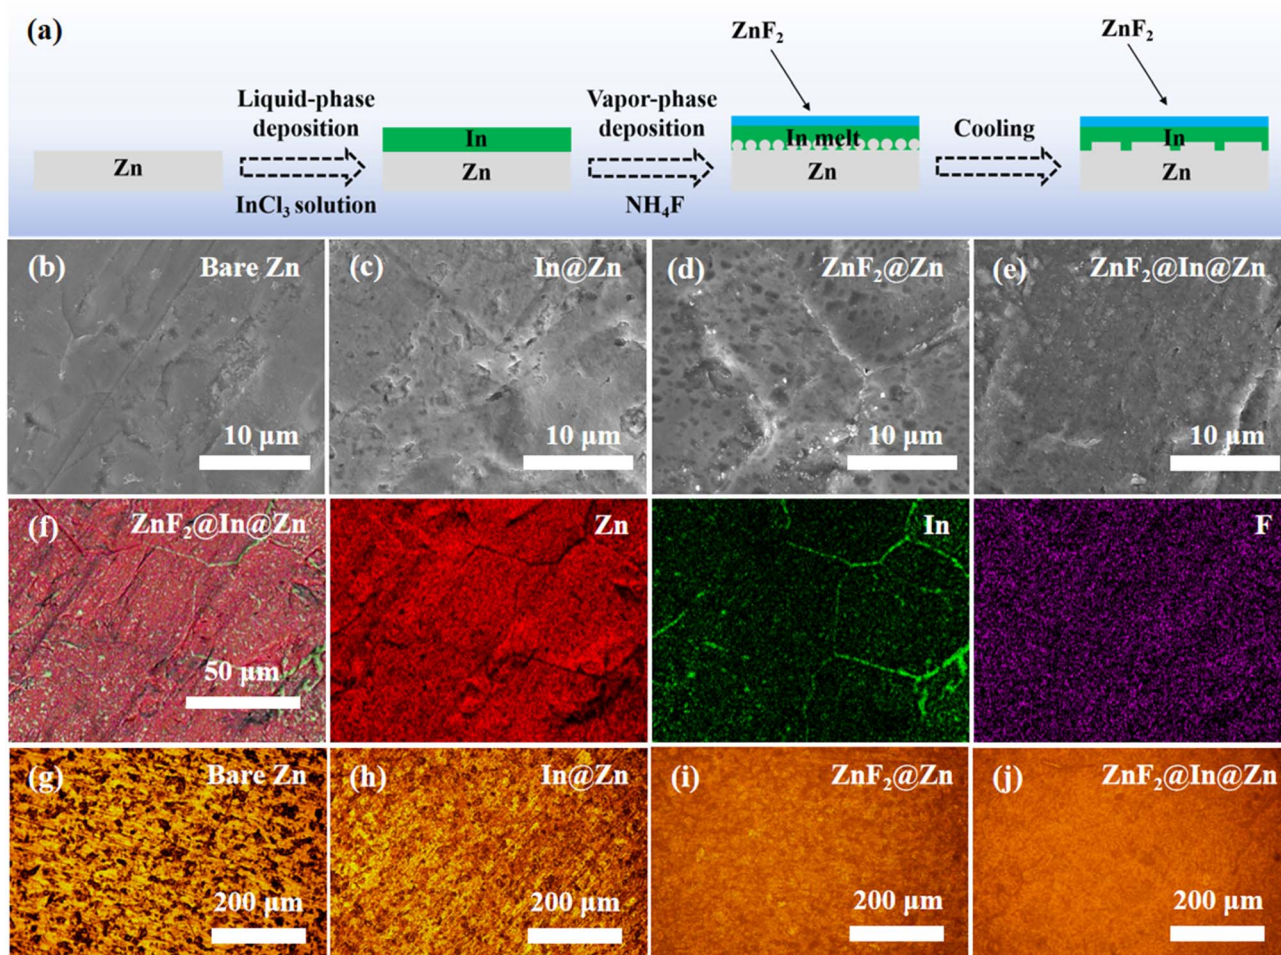 (a)
ZnF₂
ZnF₂
Liquid-phase
deposition
Vapor-phase
deposition
Cooling
Zn
In
Zn
In melt
Zn
In
Zn
InCl₃ solution
NH₄F
(b)
Bare Zn
10 μm
(c)
In@Zn
10 μm
(d)
ZnF₂@Zn
10 μm
(e)
ZnF₂@In@Zn
10 μm
(f)
ZnF₂@In@Zn
50 μm
Zn
In
F
(g)
Bare Zn
200 μm
(h)
In@Zn
200 μm
(i)
ZnF₂@Zn
200 μm
(j)
ZnF₂@In@Zn
200 μm